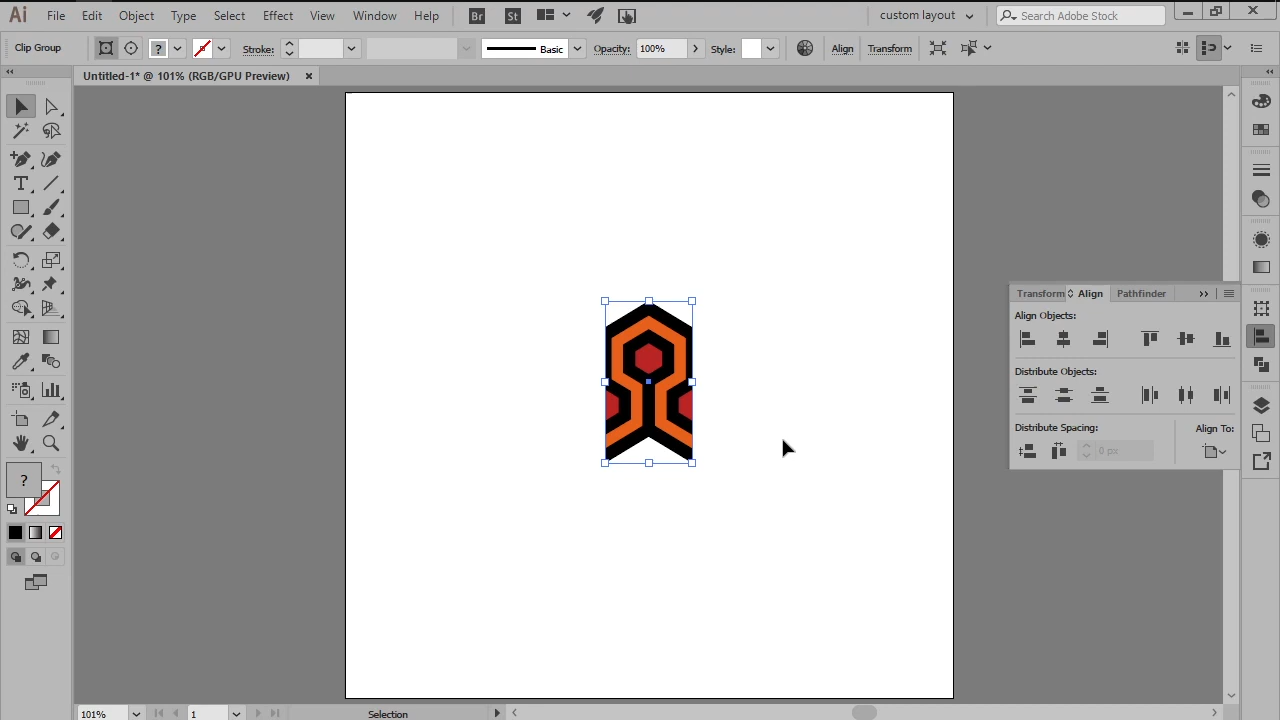 Ai File Edit Object Type Select Effect View Window Help Br St custom layout Search Adobe Stock
Clip Group ? Stroke: Basic Opacity: 100% Style: Align Transform
Untitled-1* @ 101% (RGB/GPU Preview) ×
Transform Align Pathfinder
Align Objects:
Distribute Objects:
Distribute Spacing: Align To:
0 px
?
101% 1 Selection